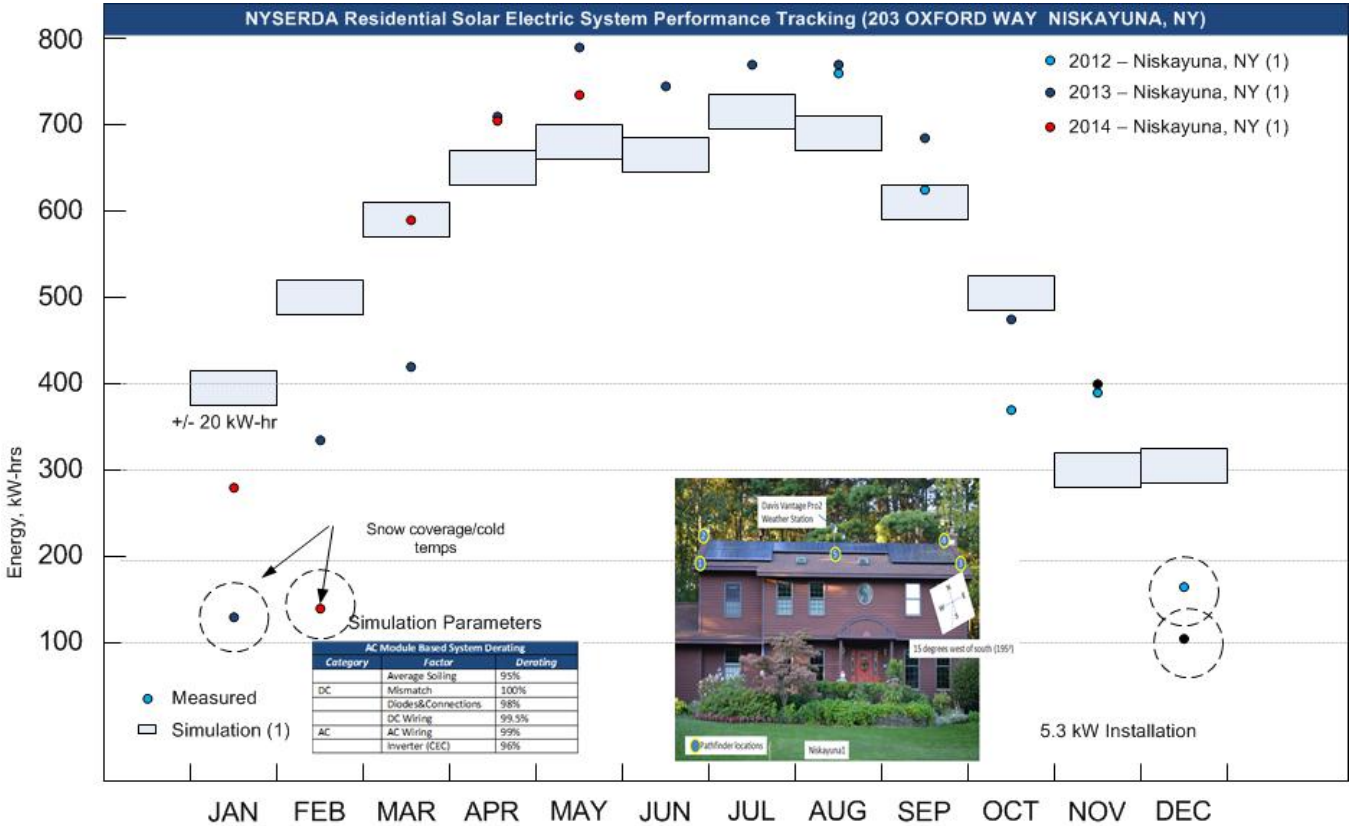 NYSERDA Residential Solar Electric System Performance Tracking (203 OXFORD WAY NISKAYUNA, NY)
800
700
600
500
400
300
200
100
Energy, kW-hrs
2012 – Niskayuna, NY (1)
2013 – Niskayuna, NY (1)
2014 – Niskayuna, NY (1)
+/- 20 kW-hr
Snow coverage/cold
temps
Simulation Parameters
AC Module Based System Derating
Category Factor Derating
Average Soiling 95%
DC Mismatch 100%
Diodes&Connections 98%
DC Wiring 99.5%
AC AC Wiring 99%
Inverter (CEC) 96%
Measured
Simulation (1)
Davis Vantage Pro2
Weather Station
2
4
1
5
3
15 degrees west of south (195°)
Pathfinder locations
Niskayuna1
5.3 kW Installation
JAN FEB MAR APR MAY JUN JUL AUG SEP OCT NOV DEC